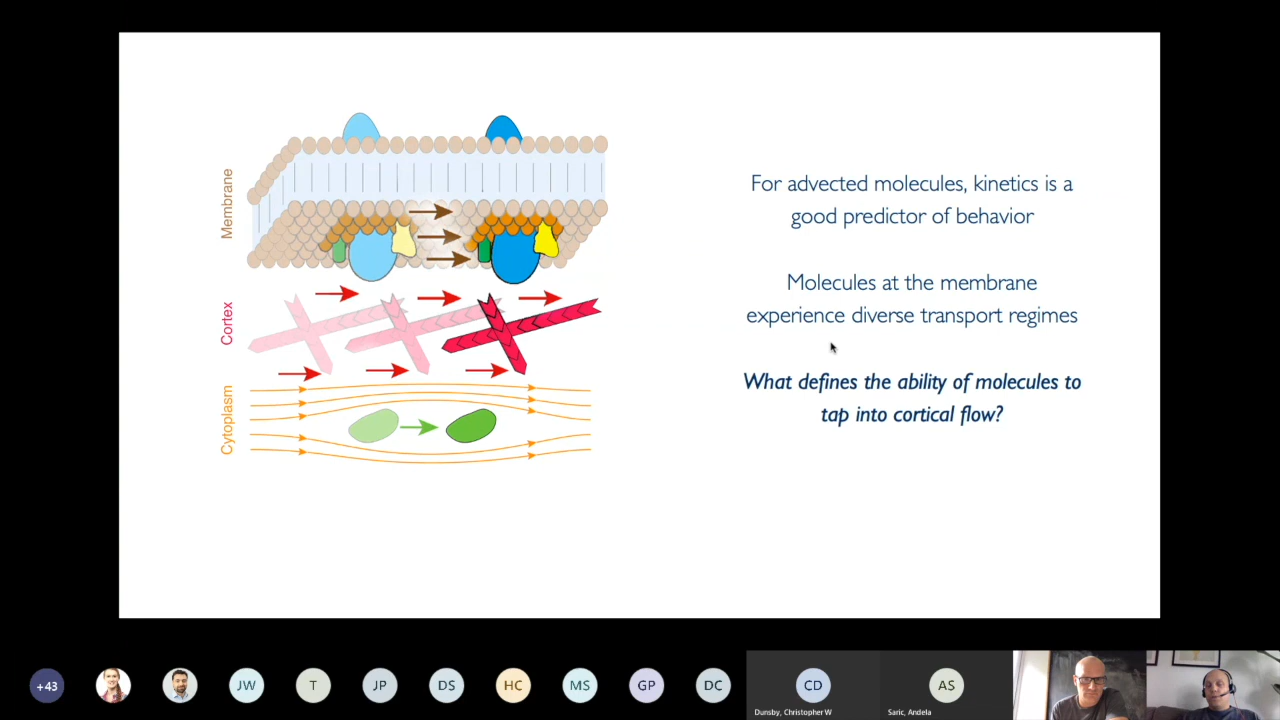 Membrane
Cortex
Cytoplasm
For advected molecules, kinetics is a
good predictor of behavior
Molecules at the membrane
experience diverse transport regimes
What defines the ability of molecules to
tap into cortical flow?
+43
JW
T
JP
DS
HC
MS
GP
DC
CD
AS
Dunsby, Christopher W
Saric, Andela